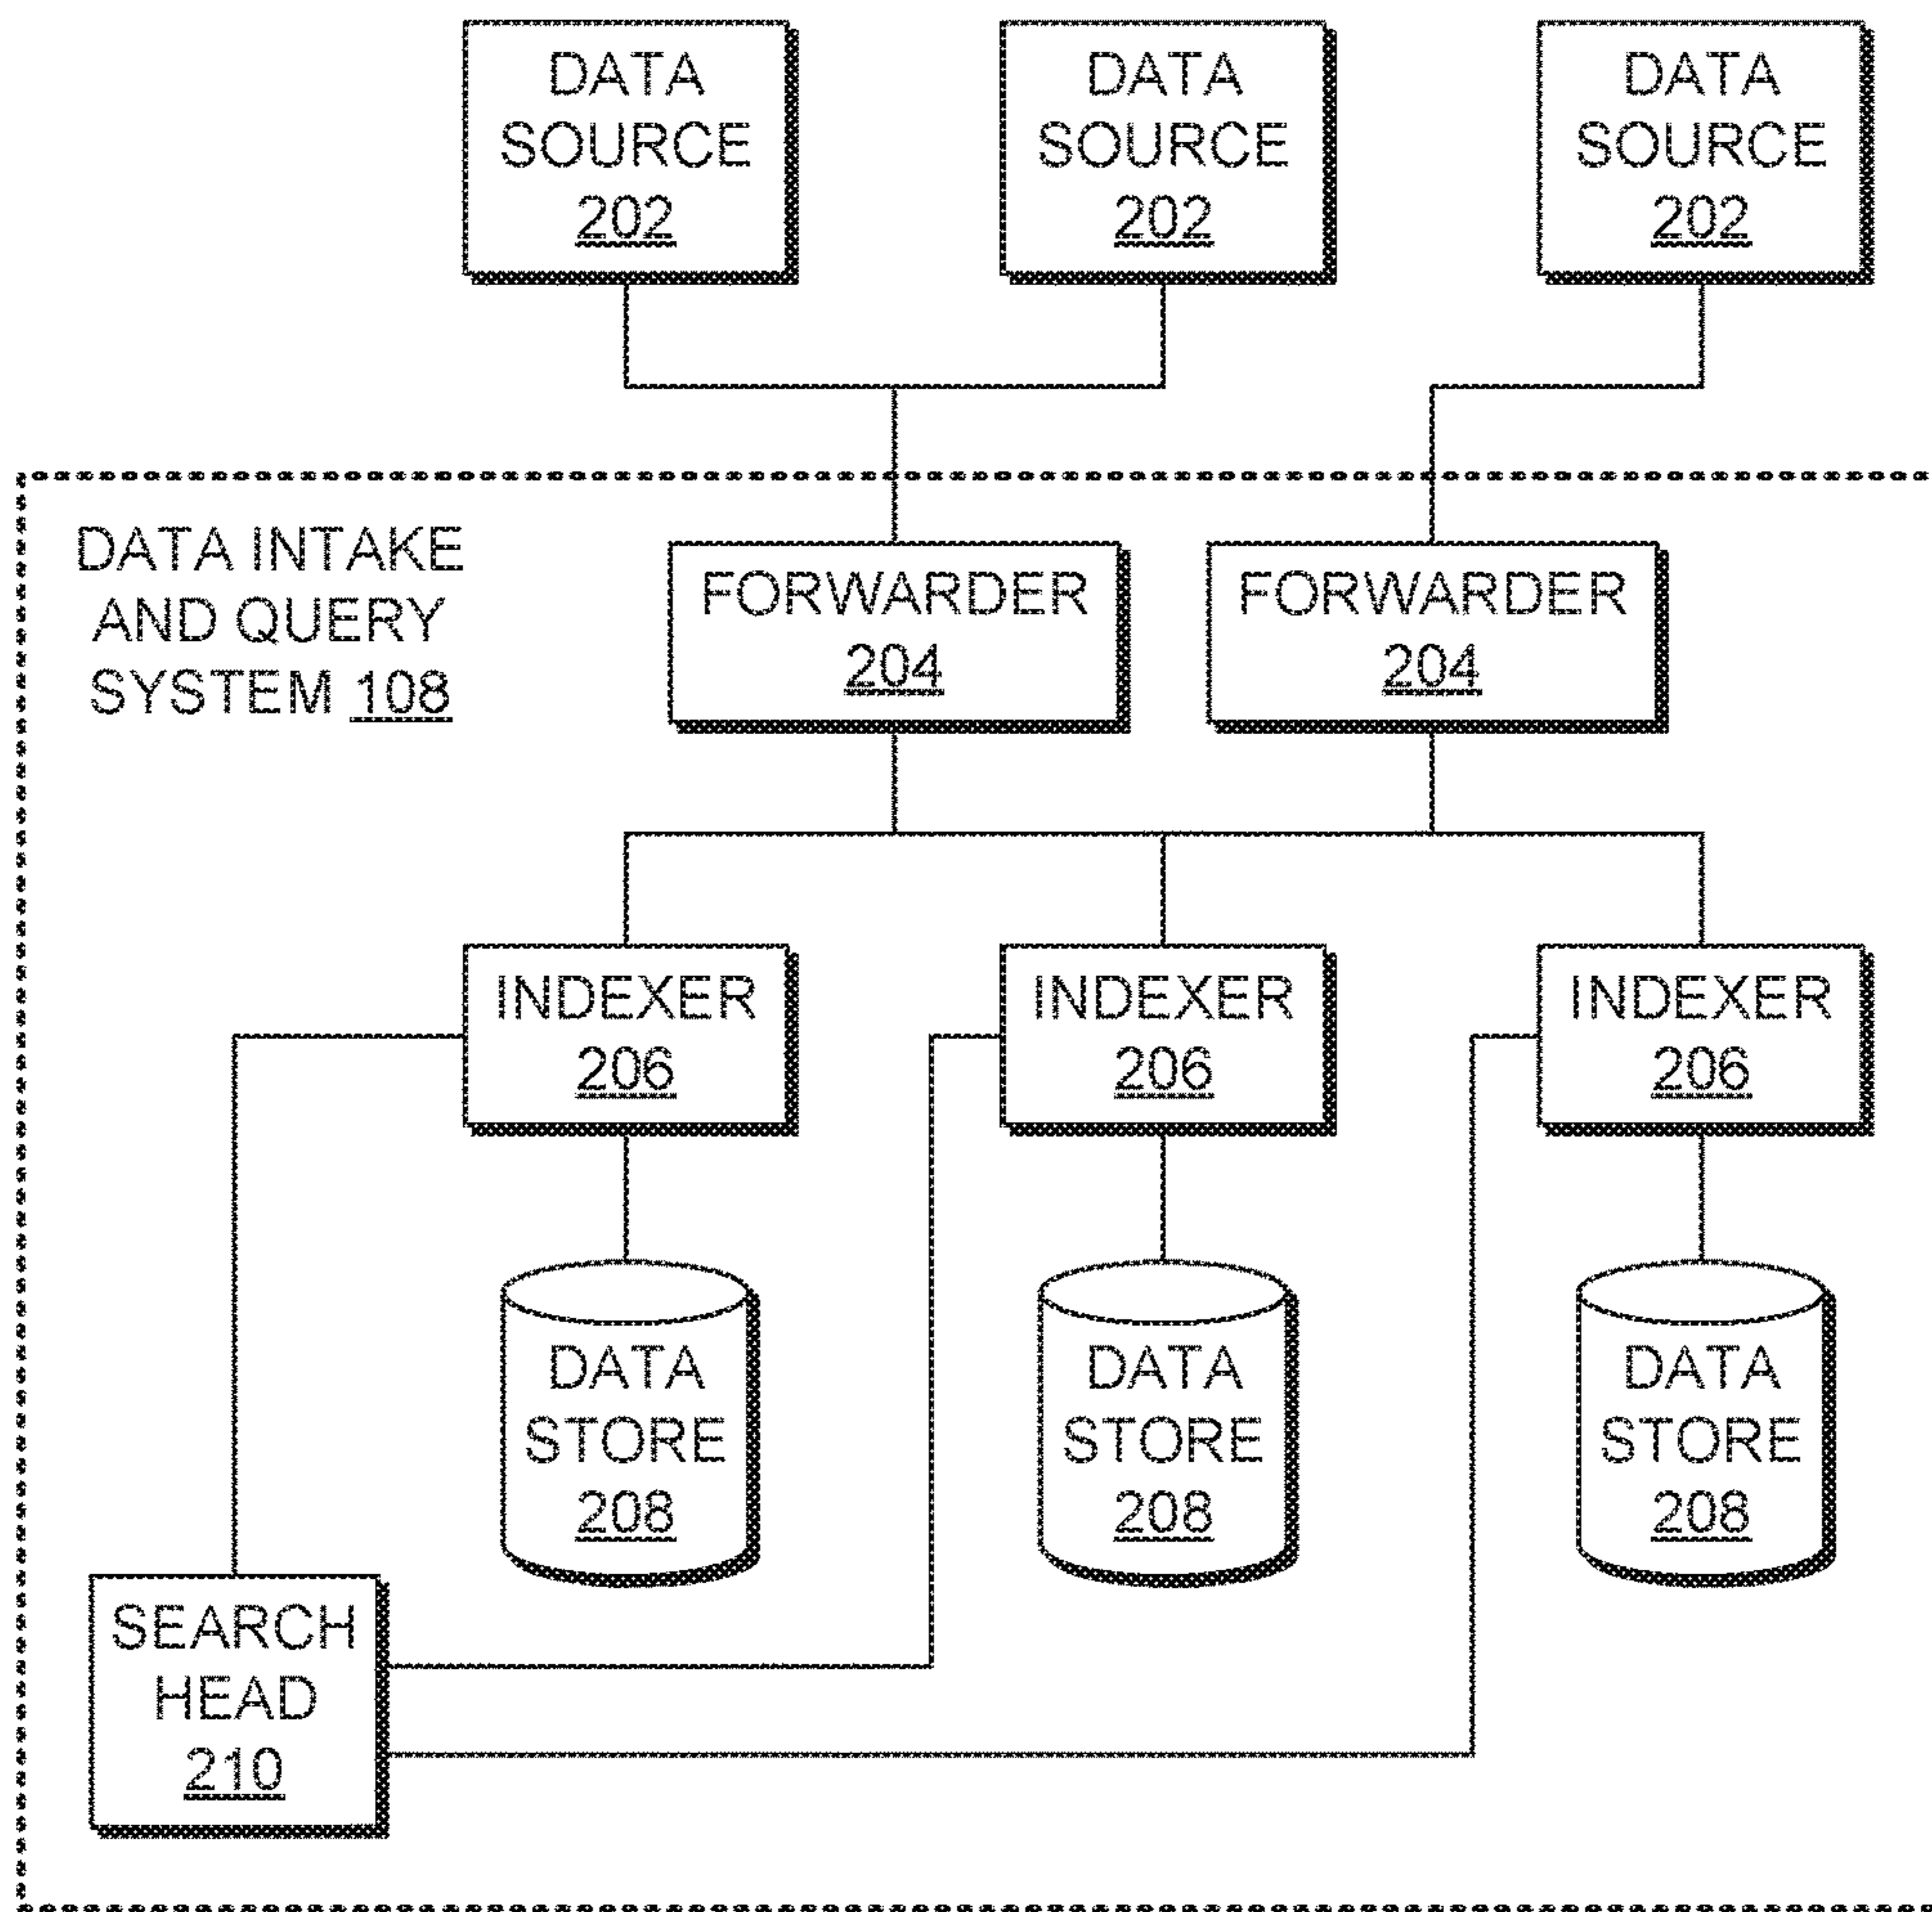 DATA
SOURCE
202
DATA
SOURCE
202
DATA
SOURCE
202
DATA INTAKE
AND QUERY
SYSTEM 108
FORWARDER
204
FORWARDER
204
INDEXER
206
INDEXER
206
INDEXER
206
DATA
STORE
208
DATA
STORE
208
DATA
STORE
208
SEARCH
HEAD
210